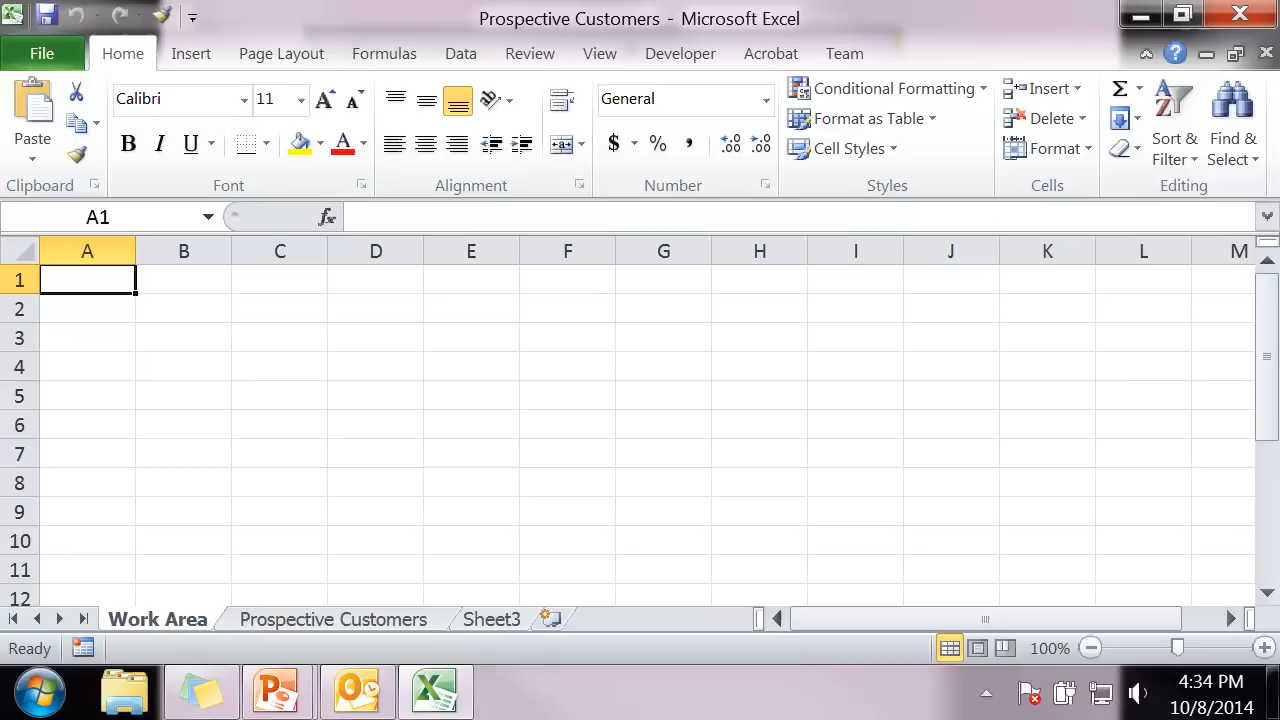 Prospective Customers - Microsoft Excel
File Home Insert Page Layout Formulas Data Review View Developer Acrobat Team
Calibri 11 General Conditional Formatting Insert Σ
Paste Format as Table Delete Sort & Filter Find & Select
B I U $ % , Cell Styles Format
Clipboard Font Alignment Number Styles Cells Editing
A1 fx
A B C D E F G H I J K L M
1
2
3
4
5
6
7
8
9
10
11
12
Work Area Prospective Customers Sheet3
Ready 100%
4:34 PM
10/8/2014